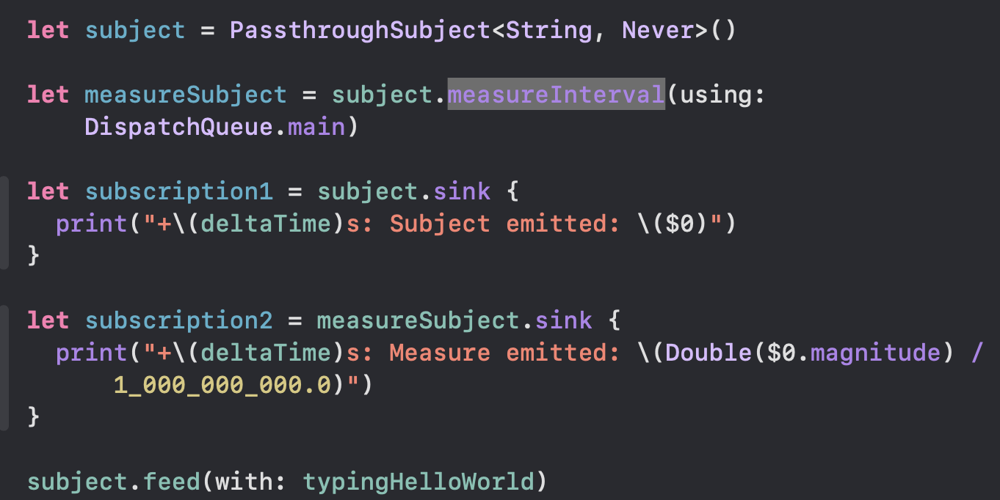 let subject = PassthroughSubject<String, Never>()
let measureSubject = subject.measureInterval(using:
DispatchQueue.main)
let subscription1 = subject.sink {
print("+\(deltaTime)s: Subject emitted: \($0)")
}
let subscription2 = measureSubject.sink {
print("+\(deltaTime)s: Measure emitted: \(Double($0.magnitude) /
1_000_000_000.0)")
}
subject.feed(with: typingHelloWorld)